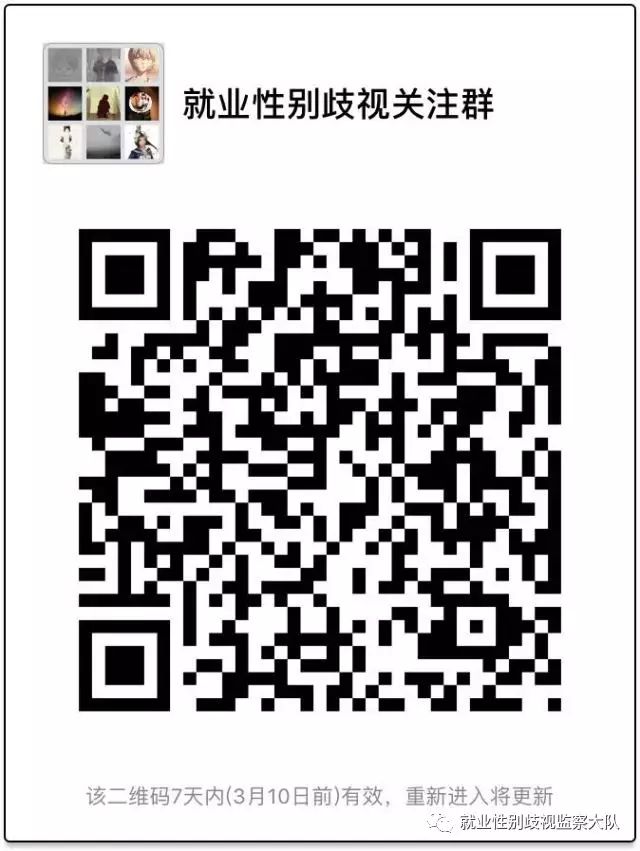 就业性别歧视关注群
该二维码7天内(3月10日前)有效，重新进入将更新
就业性别歧视监察大队